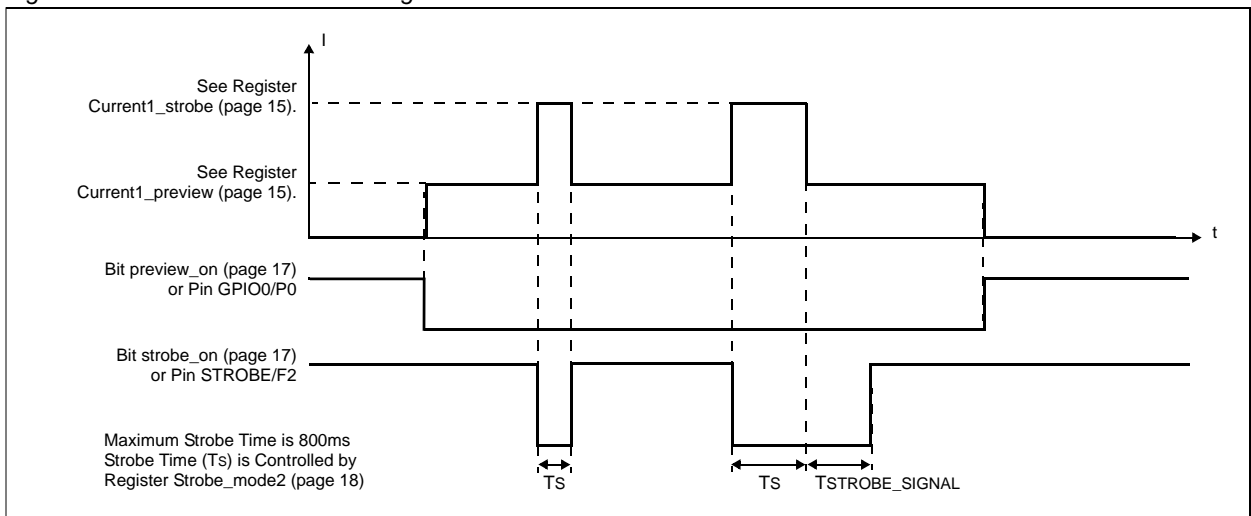 I
See Register
Current1_strobe (page 15).
See Register
Current1_preview (page 15).
t
Bit preview_on (page 17)
or Pin GPIO0/P0
Bit strobe_on (page 17)
or Pin STROBE/F2
Maximum Strobe Time is 800ms
Strobe Time (TS) is Controlled by
Register Strobe_mode2 (page 18)
TS
TS
TSTROBE_SIGNAL